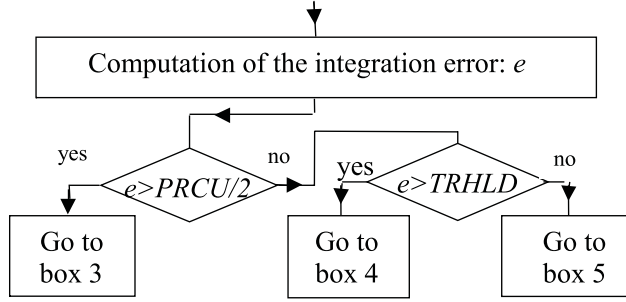 Computation of the integration error: e
yes
e>PRCU/2
no
yes
e>TRHLD
no
Go to
box 3
Go to
box 4
Go to
box 5